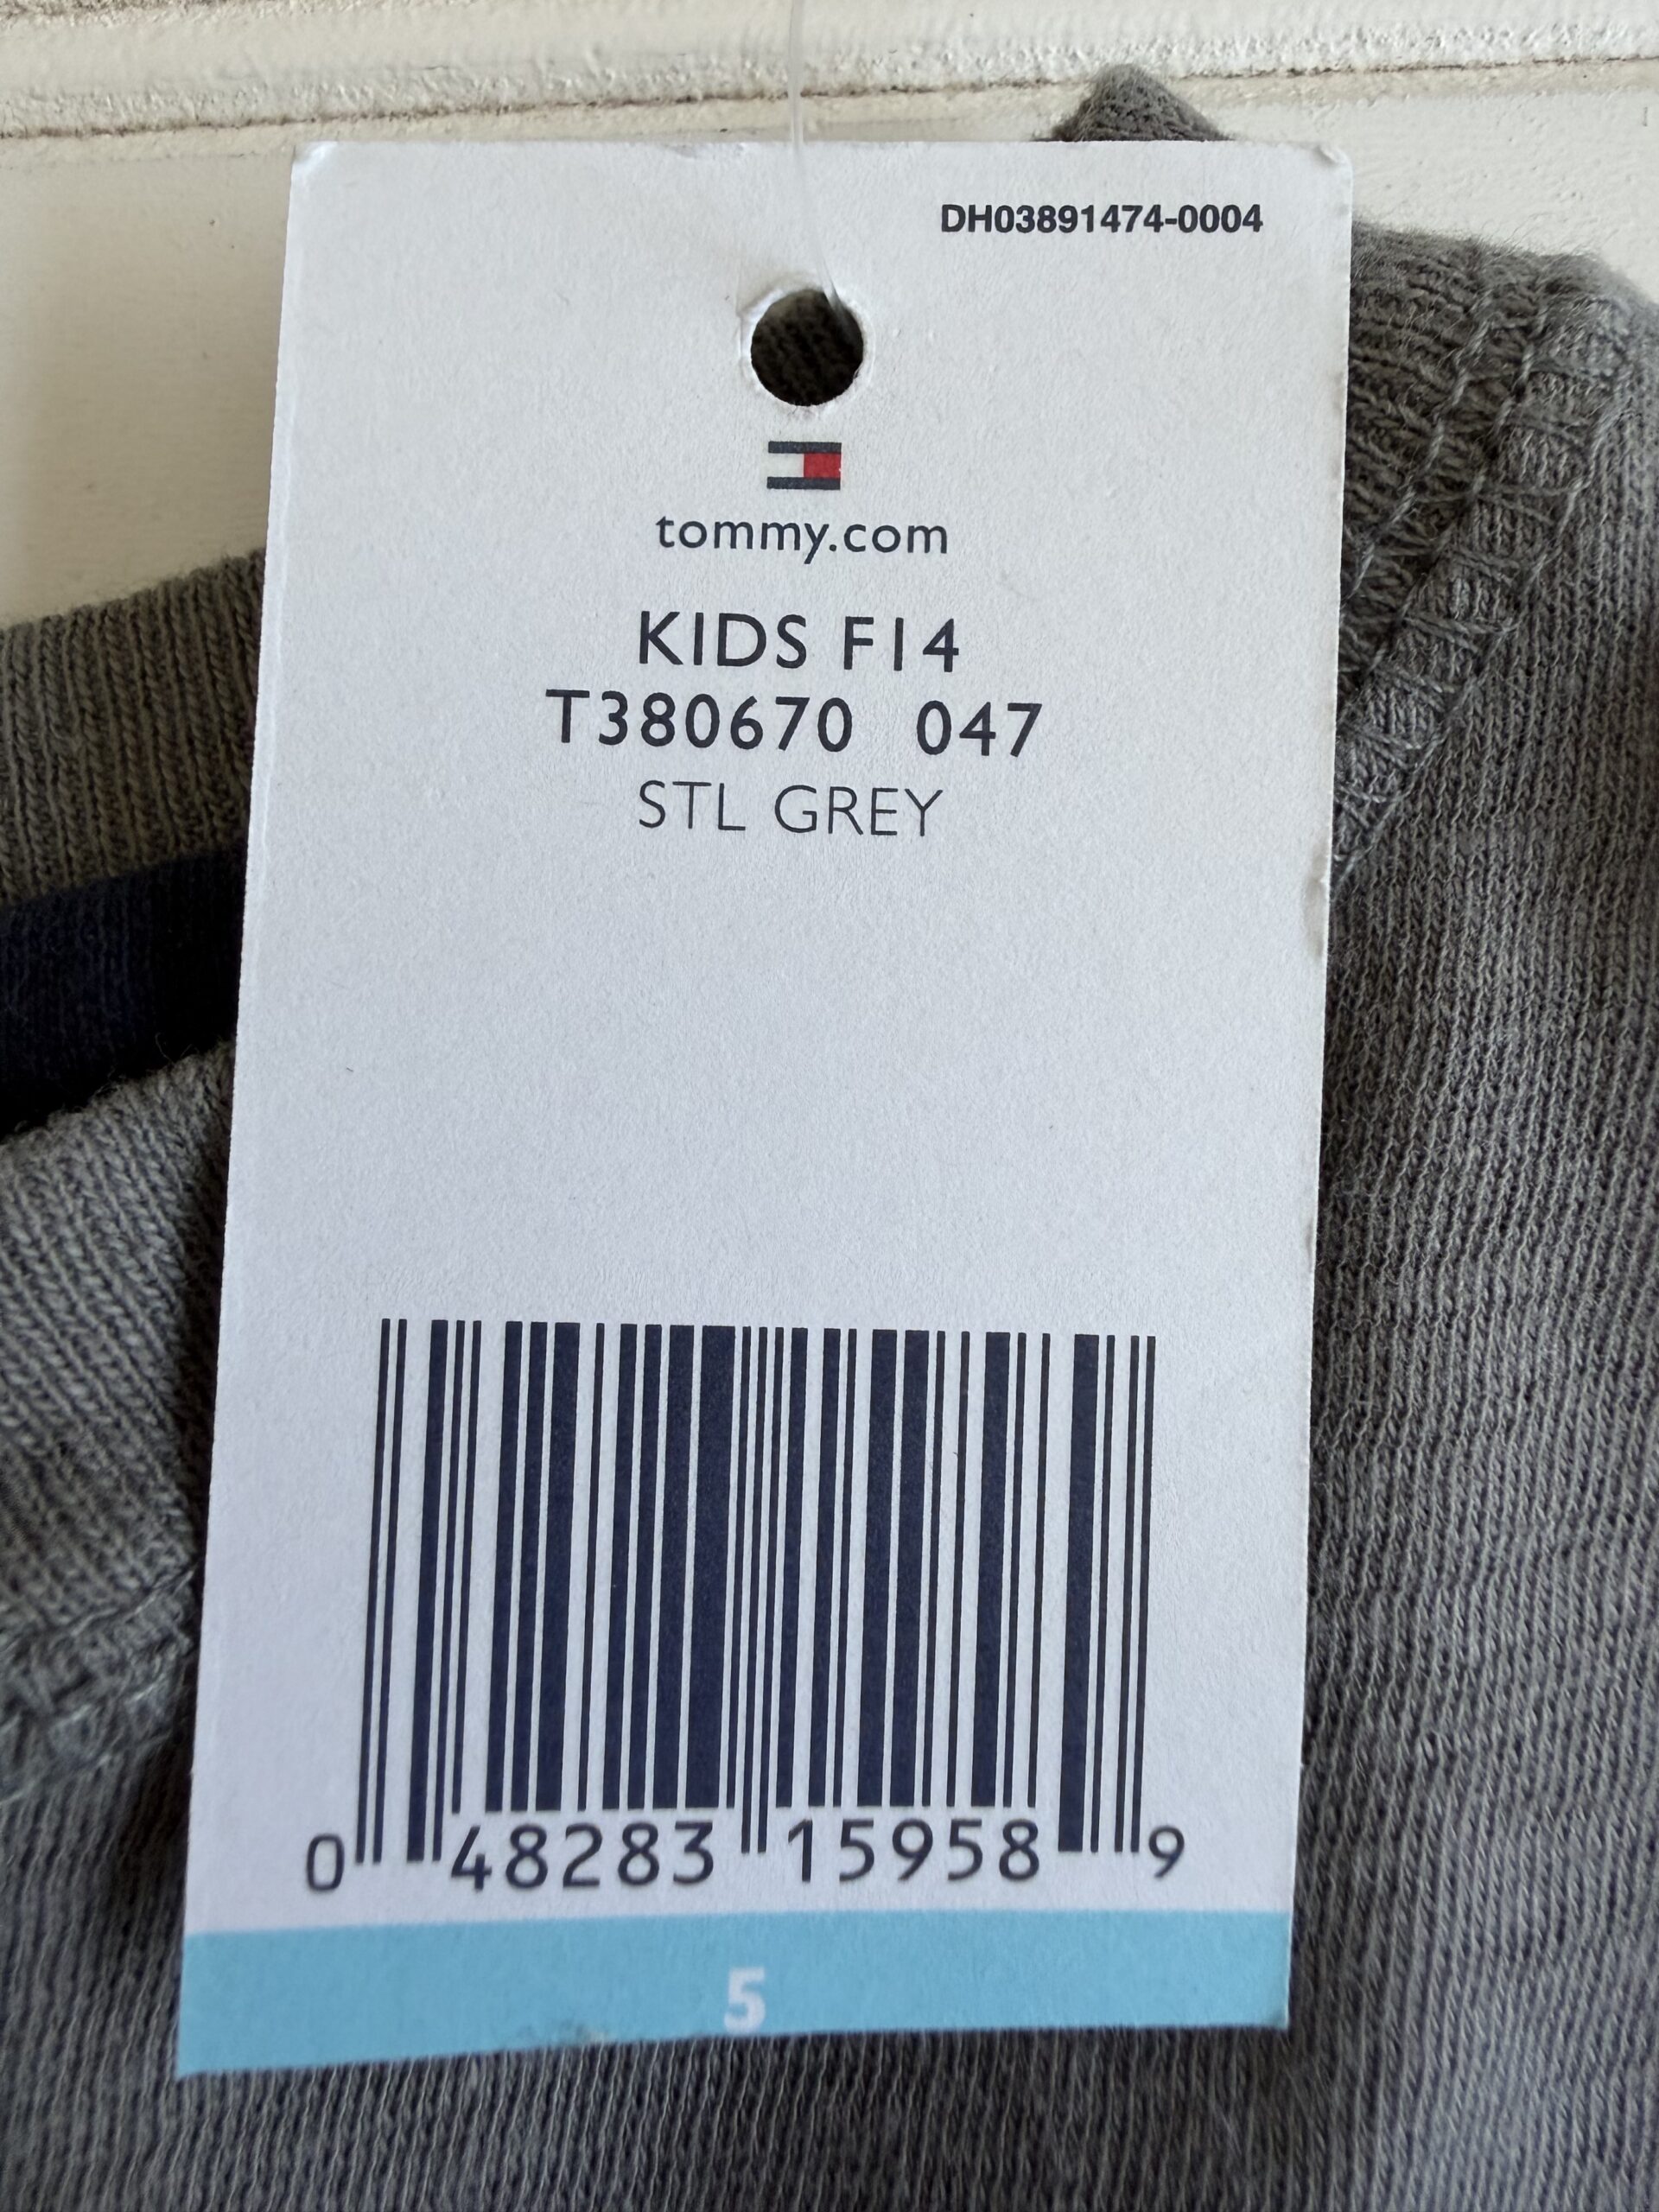 DH03891474-0004
tommy.com
KIDS F14
T380670 047
STL GREY
0 48283 15958 9
5